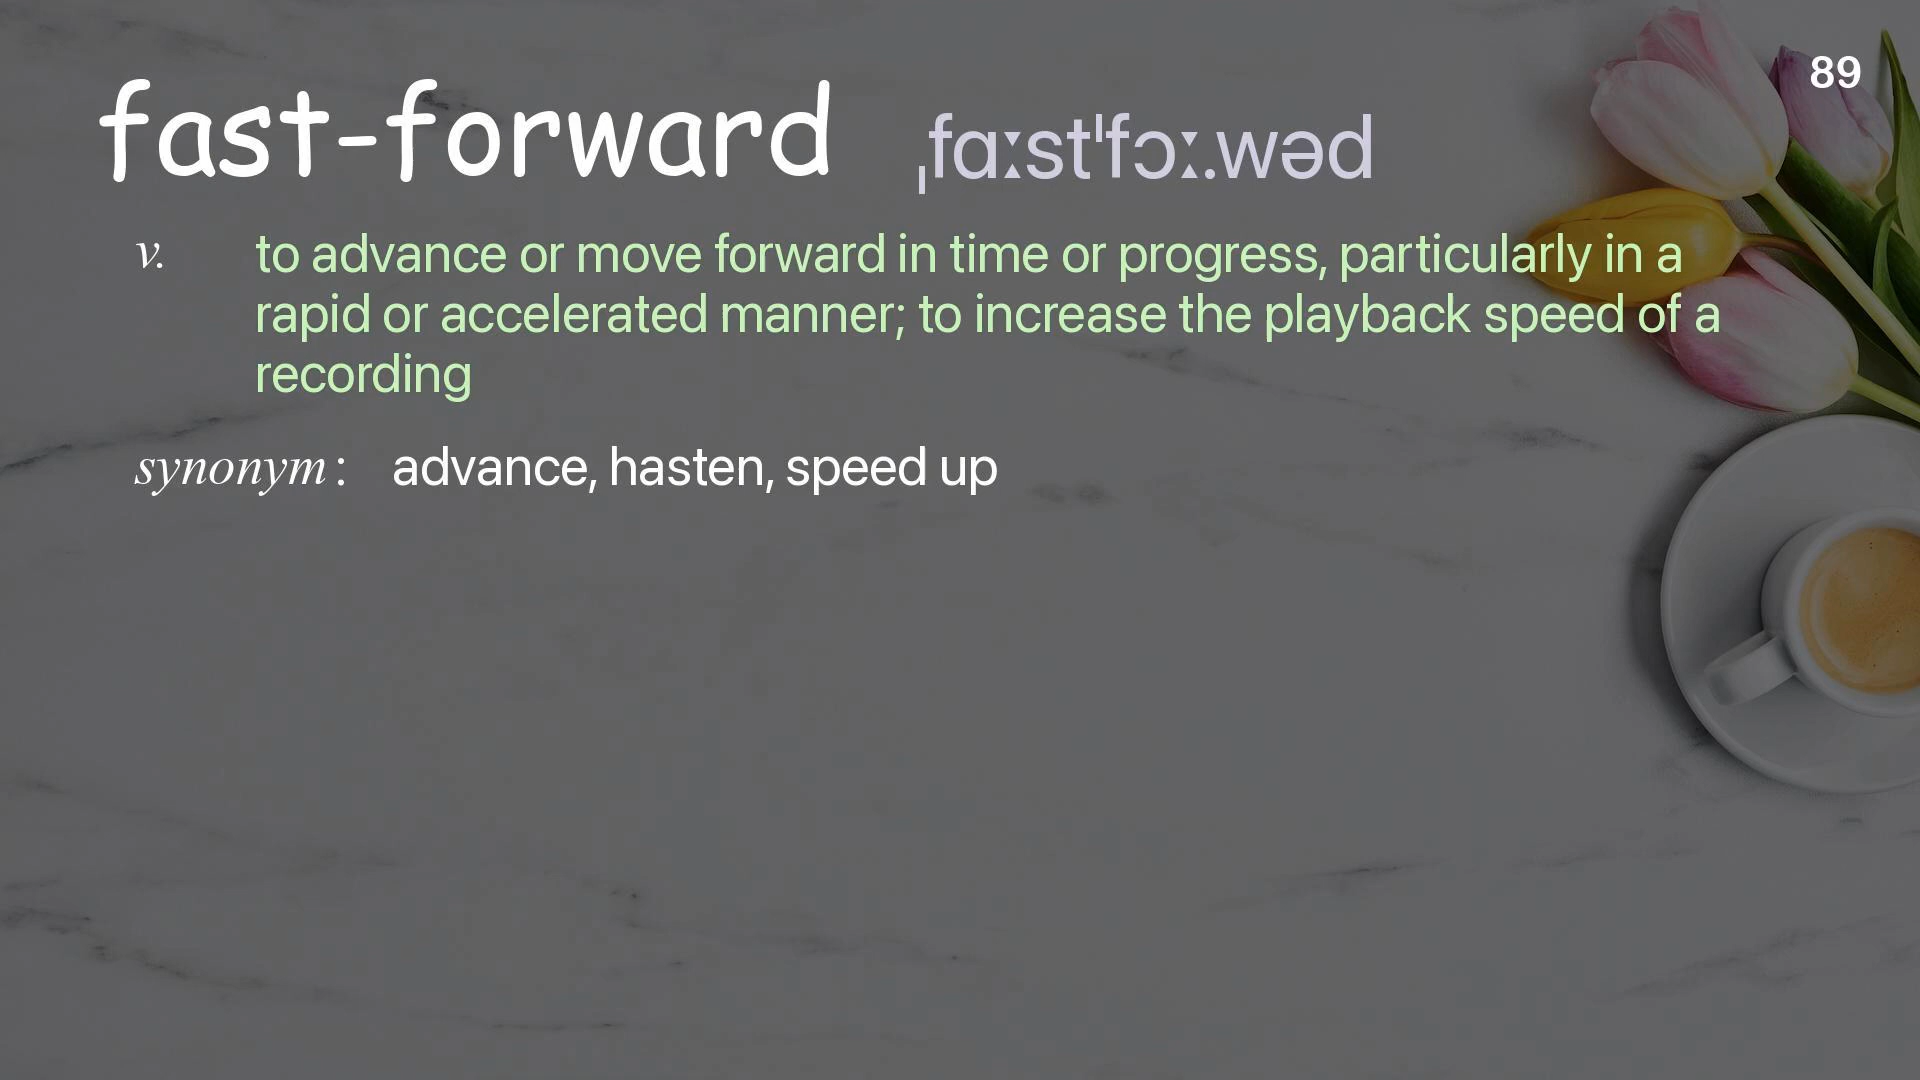 89
fast-forward ˌfɑːstˈfɔː.wəd
v. to advance or move forward in time or progress, particularly in a
rapid or accelerated manner; to increase the playback speed of a
recording
synonym : advance, hasten, speed up